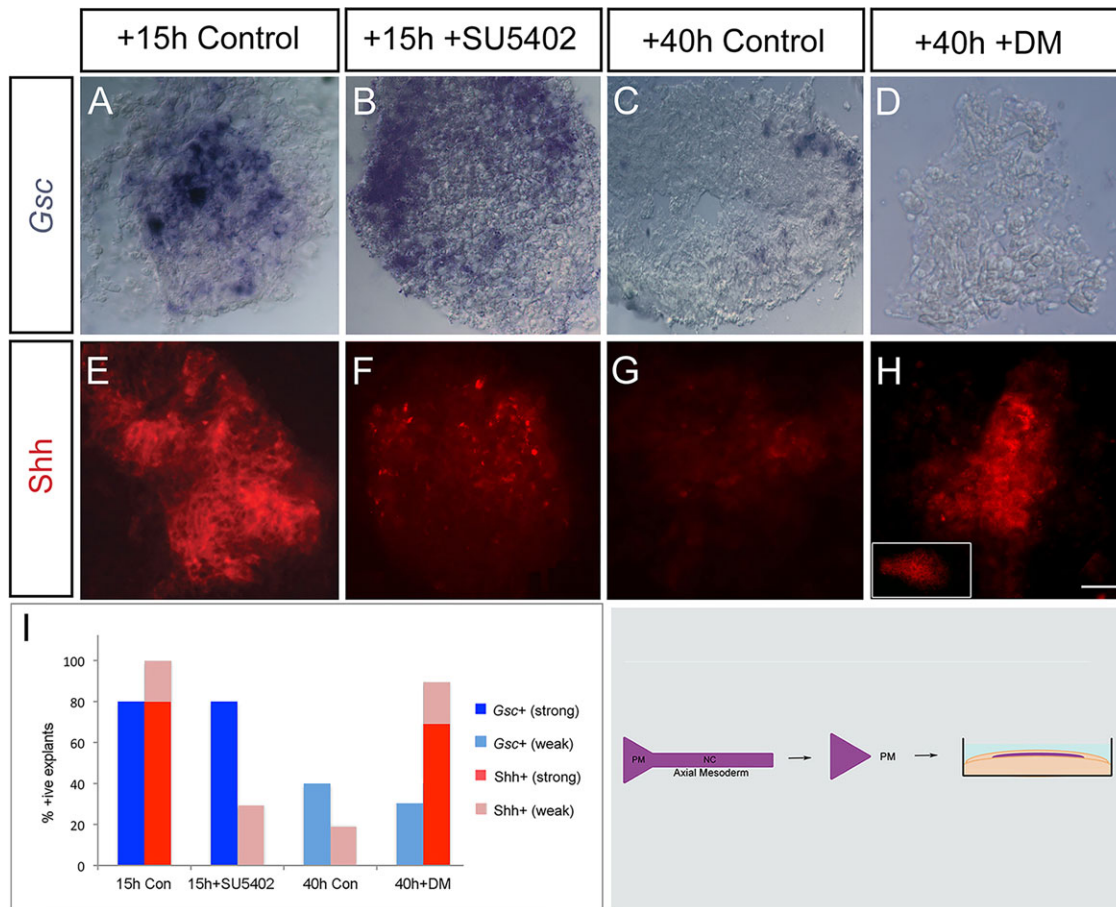 +15h Control
+15h +SU5402
+40h Control
+40h +DM
Gsc
A
B
C
D
Shh
E
F
G
H
I
% +ive explants
100
80
60
40
20
0
15h Con
15h+SU5402
40h Con
40h+DM
Gsc+ (strong)
Gsc+ (weak)
Shh+ (strong)
Shh+ (weak)
PM
NC
Axial Mesoderm
PM